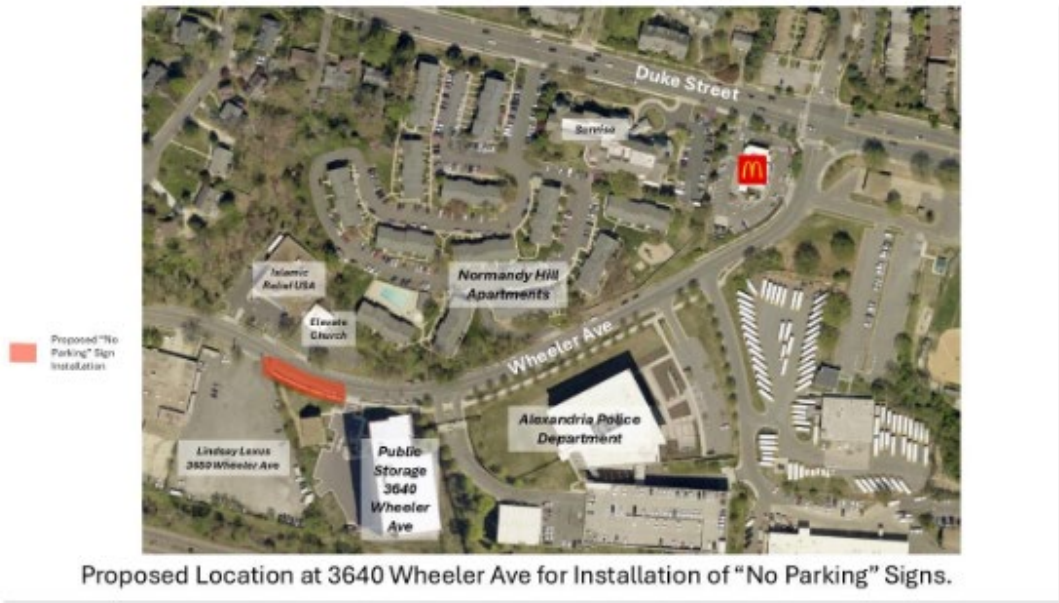 Duke Street
Sunrise
Islamic
Relief USA
Normandy Hill
Apartments
Elevate
Church
Wheeler Ave
Proposed "No
Parking" Sign
Installation
Alexandria Police
Department
Lindsay Lexus
3650 Wheeler Ave
Public
Storage
3640
Wheeler
Ave
Proposed Location at 3640 Wheeler Ave for Installation of “No Parking” Signs.